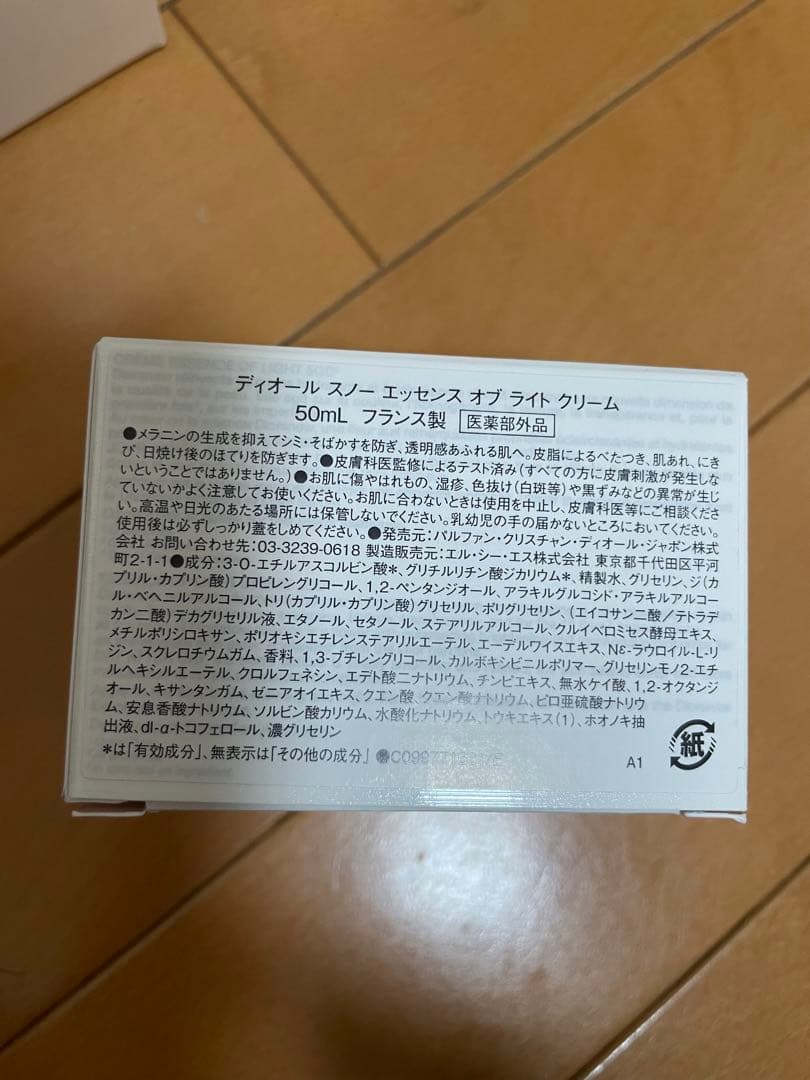 ディオール スノー エッセンス オブ ライト クリーム
50mL フランス製 医薬部外品
●メラニンの生成を抑えてシミ・そばかすを防ぎ、透明感あふれる肌へ。皮脂によるべたつき、肌あれ、にき
び、日焼け後のほてりを防ぎます。●皮膚科医監修によるテスト済み(すべての方に皮膚刺激が発生しな
いということではありません。)●お肌に傷やはれもの、湿疹、色抜け(白斑等)や黒ずみなどの異常が生じ
ていないかよく注意してお使いください。お肌に合わないときは使用を中止し、皮膚科医等にご相談くださ
い。高温や日光のあたる場所には保管しないでください。乳幼児の手の届かないところにおいてください。
使用後は必ずしっかり蓋をしめてください。●発売元:パルファン・クリスチャン・ディオール・ジャポン株式
会社 お問い合わせ先:03-3239-0618 製造販売元:エル・シー・エス株式会社 東京都千代田区平河
町2-1-1●成分:3-O-エチルアスコルビン酸*、グリチルリチン酸ジカリウム*、精製水、グリセリン、ジ(カ
プリル・カプリン酸)プロピレングリコール、1,2-ペンタンジオール、アラキルグルコシド・アラキルアルコー
ル・ベヘニルアルコール、トリ(カプリル・カプリン酸)グリセリル、ポリグリセリン、(エイコサン二酸/テトラデ
カン二酸)デカグリセリル液、エタノール、セタノール、ステアリルアルコール、クルイベロミセス酵母エキス、
メチルポリシロキサン、ポリオキシエチレンステアリルエーテル、エーデルワイスエキス、Nε-ラウロイル-L-リ
ジン、スクレロチウムガム、香料、1,3-ブチレングリコール、カルボキシビニルポリマー、グリセリンモノ2-エチ
ルヘキシルエーテル、クロルフェネシン、エデト酸二ナトリウム、チンピエキス、無水ケイ酸、1,2-オクタンジ
オール、キサンタンガム、ゼニアオイエキス、クエン酸、クエン酸ナトリウム、ピロ亜硫酸ナトリウ
ム、安息香酸ナトリウム、ソルビン酸カリウム、水酸化ナトリウム、トウキエキス(1)、ホオノキ抽
出液、dl-α-トコフェロール、濃グリセリン
*は「有効成分」、無表示は「その他の成分」
紙
A1